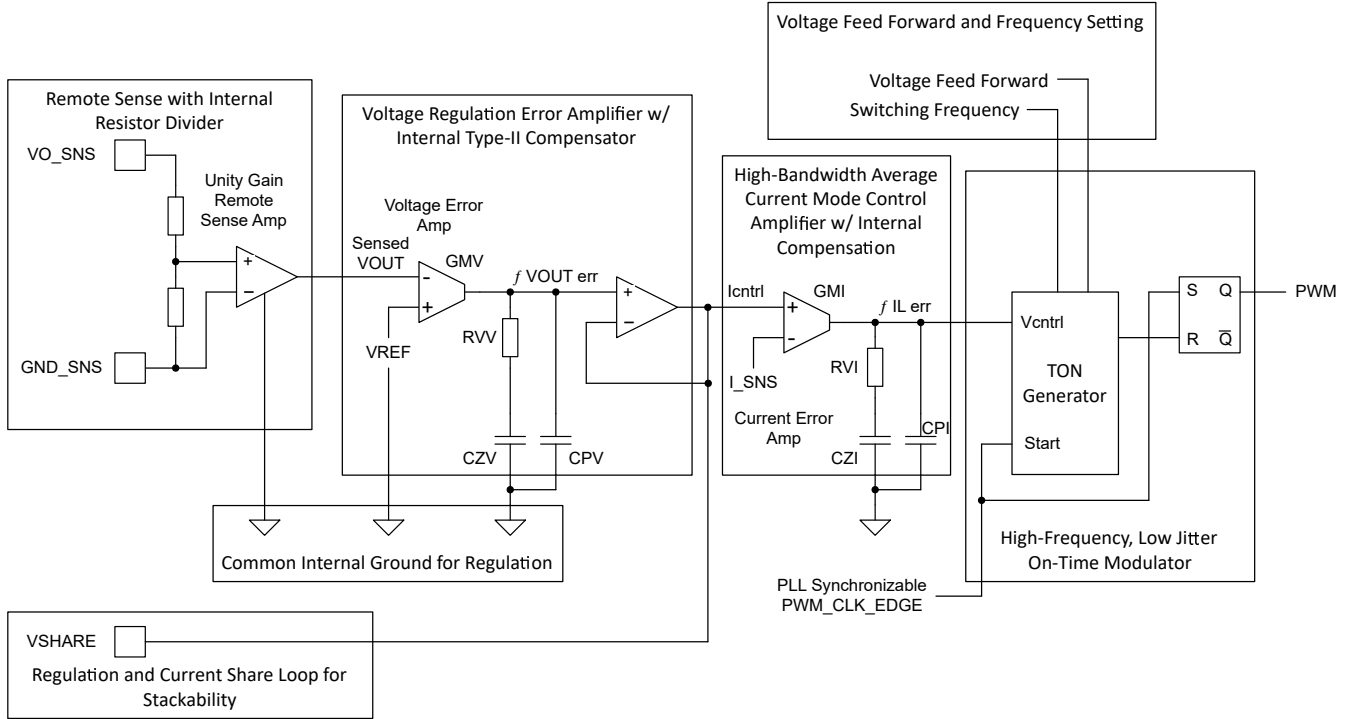 Voltage Feed Forward and Frequency Setting
Voltage Feed Forward
Switching Frequency
Remote Sense with Internal
Resistor Divider
VO_SNS
Unity Gain
Remote
Sense Amp
+
−
GND_SNS
Voltage Regulation Error Amplifier w/
Internal Type-II Compensator
Voltage Error
Amp
Sensed
VOUT
GMV
-
+
VREF
ƒ VOUT err
RVV
CZV
CPV
+
−
High-Bandwidth Average
Current Mode Control
Amplifier w/ Internal
Compensation
Icntrl
GMI
+
-
I_SNS
ƒ IL err
RVI
Current Error
Amp
CZI
CPI
Vcntrl
TON
Generator
Start
S Q
R Q̅
PWM
High-Frequency, Low Jitter
On-Time Modulator
PLL Synchronizable
PWM_CLK_EDGE
Common Internal Ground for Regulation
VSHARE
Regulation and Current Share Loop for
Stackability